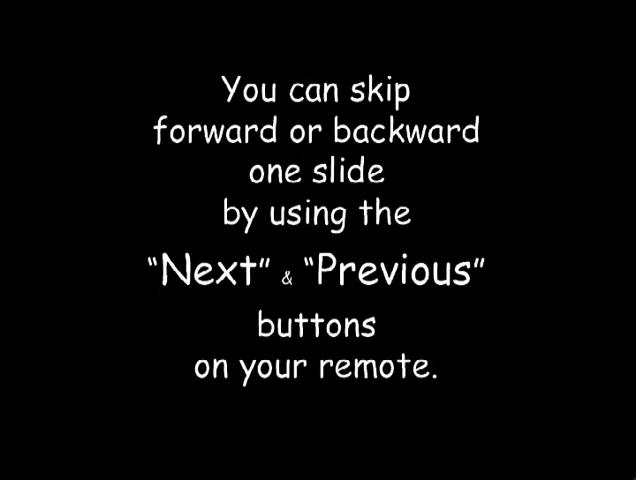 You can skip
forward or backward
one slide
by using the
“Next” & “Previous”
buttons
on your remote.